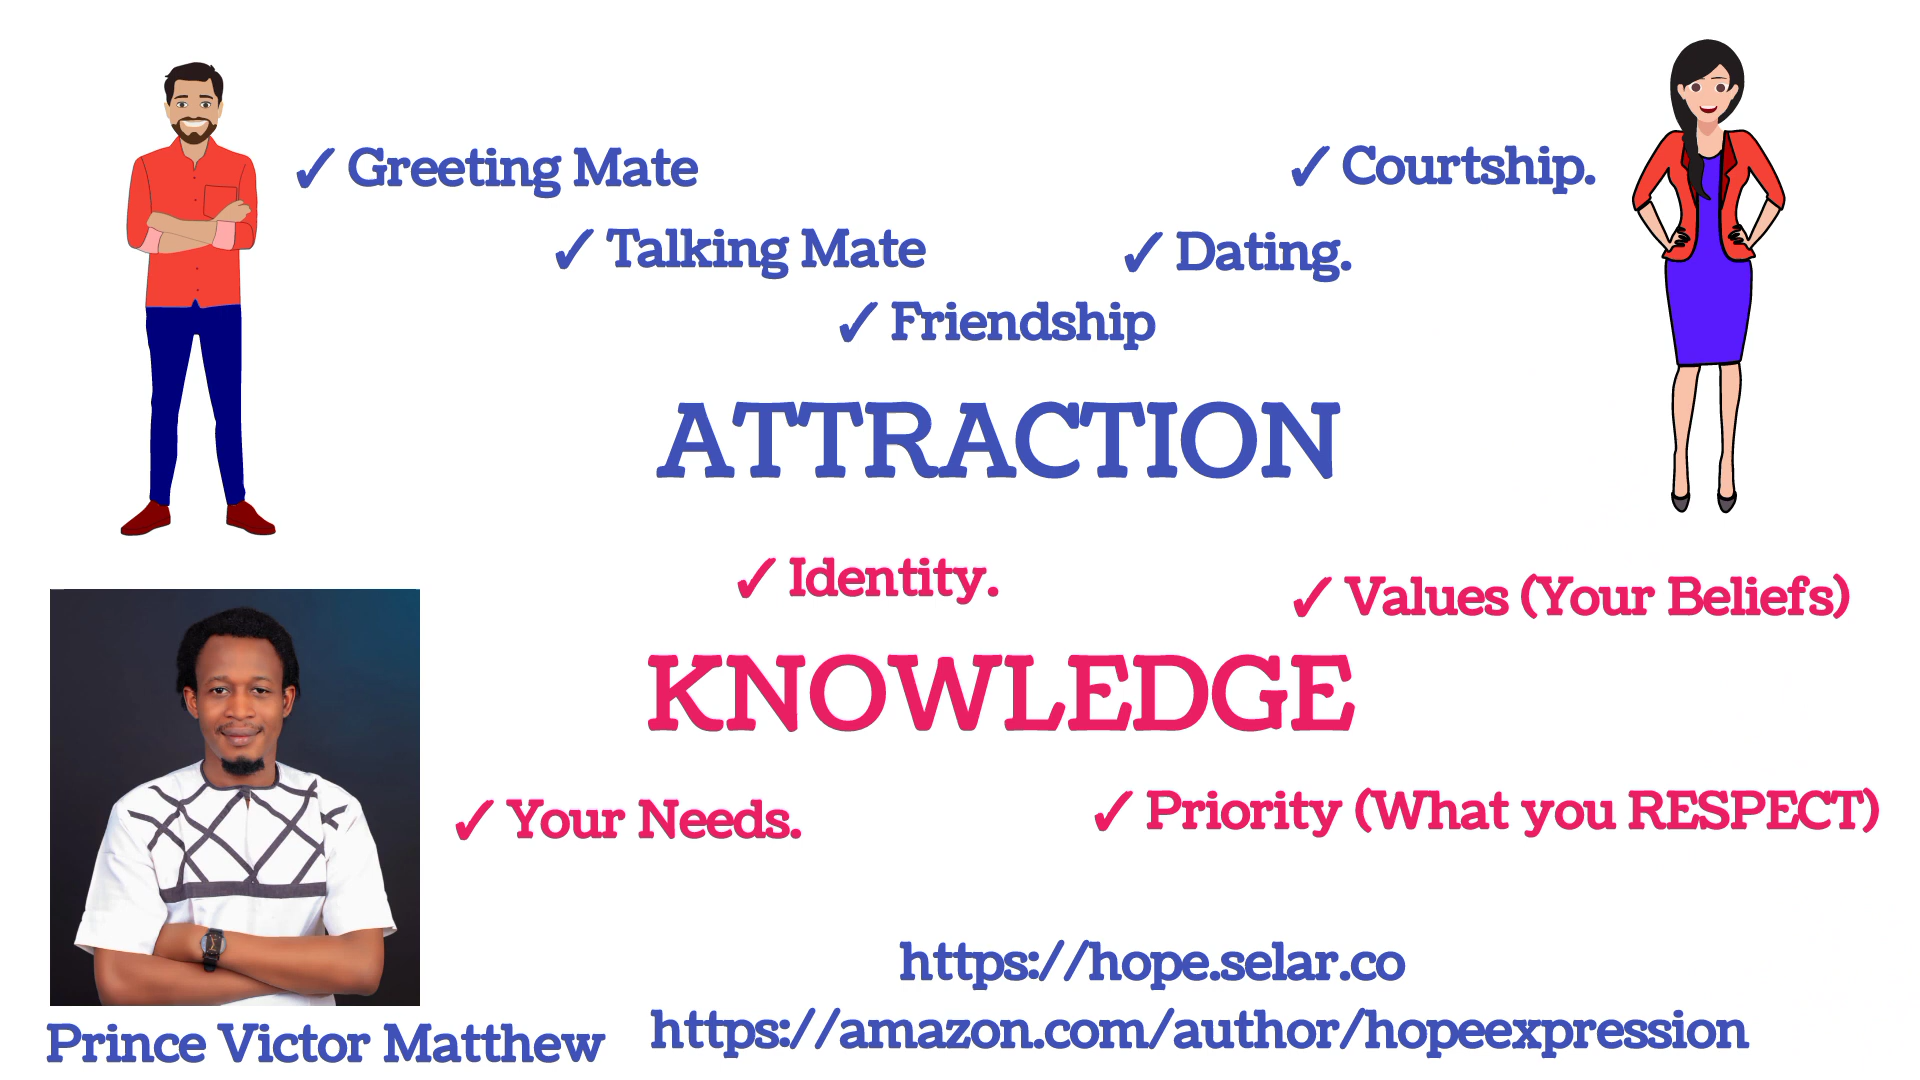 ✓ Greeting Mate
✓ Courtship.
✓ Talking Mate
✓ Dating.
✓ Friendship
ATTRACTION
✓ Identity.
✓ Values (Your Beliefs)
KNOWLEDGE
✓ Your Needs.
✓ Priority (What you RESPECT)
https://hope.selar.co
https://amazon.com/author/hopeexpression
Prince Victor Matthew